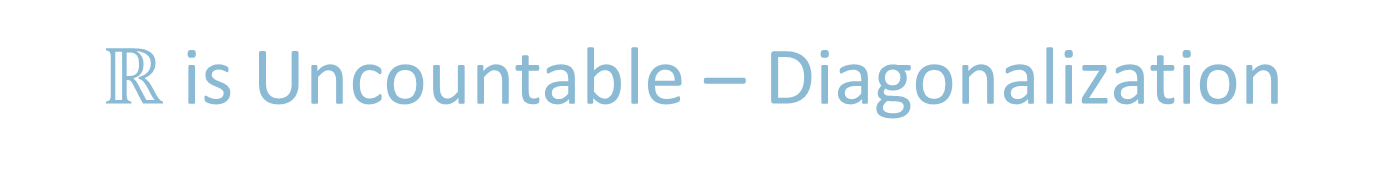 ℝ is Uncountable – Diagonalization